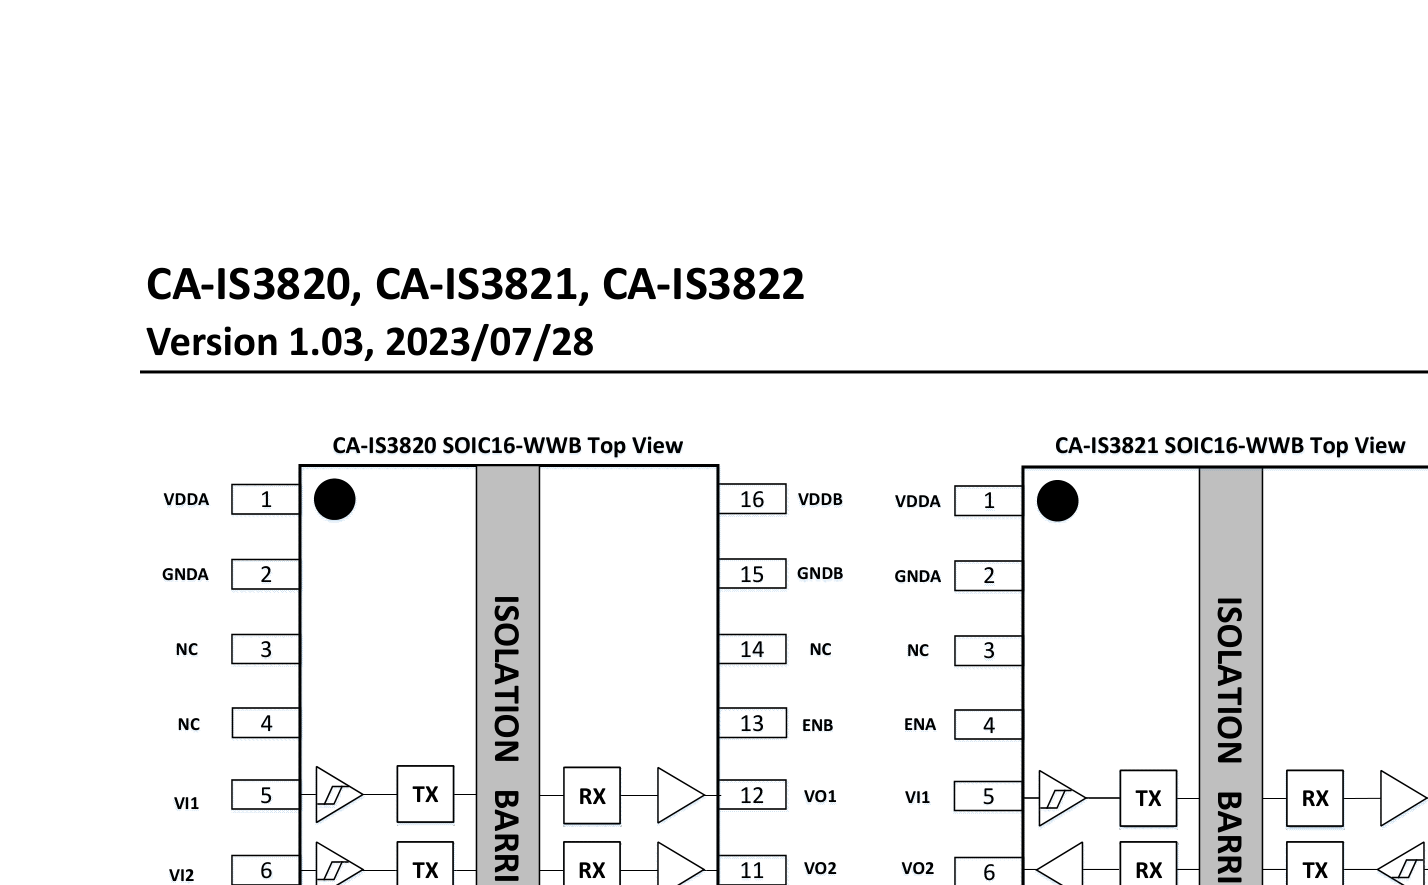 CA-IS3820, CA-IS3821, CA-IS3822
Version 1.03, 2023/07/28
CA-IS3820 SOIC16-WWB Top View
VDDA 1 16 VDDB
GNDA 2 15 GNDB
NC 3 14 NC
NC 4 13 ENB
VI1 5 TX RX 12 VO1
VI2 6 TX RX 11 VO2
ISOLATION BARRI
CA-IS3821 SOIC16-WWB Top View
VDDA 1
GNDA 2
NC 3
ENA 4
VI1 5 TX RX
VO2 6 RX TX
ISOLATION BARRI